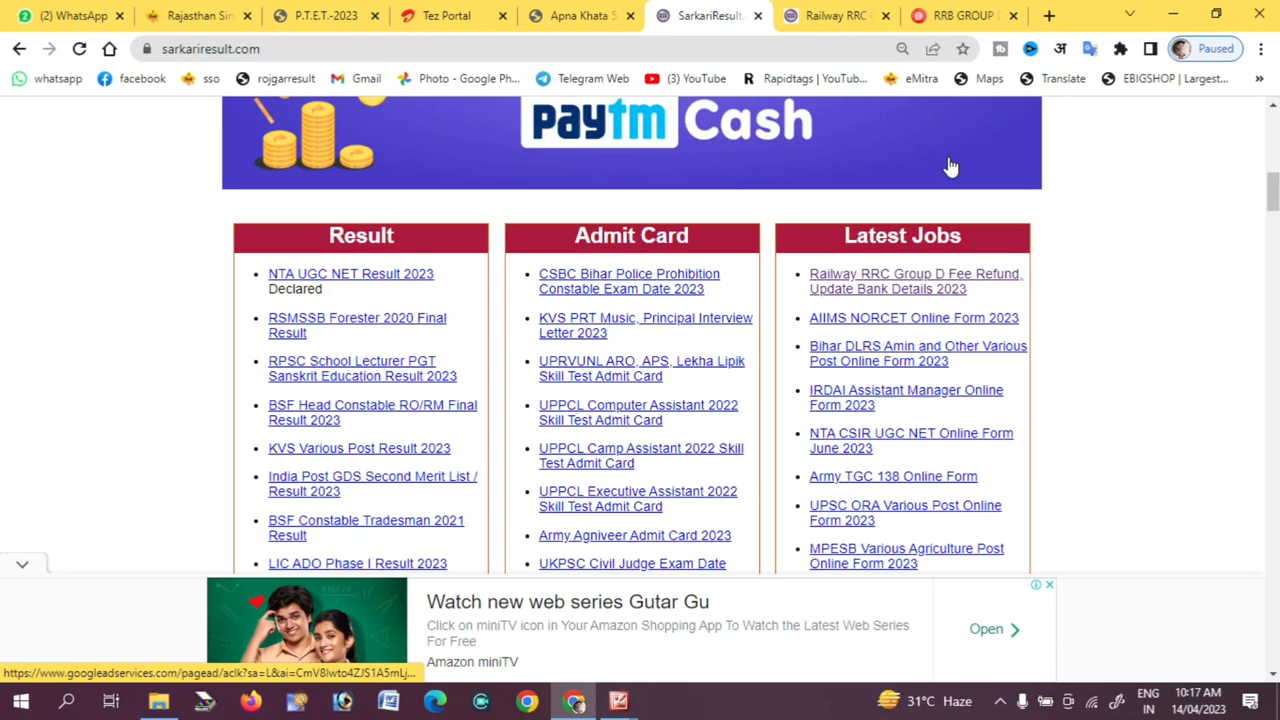 (2) WhatsApp
Rajasthan Sin
P.T.E.T.-2023
Tez Portal
Apna Khata 5
SarkariResult
Railway RRC G
RRB GROUP D
sarkariresult.com
अ
Paused
whatsapp
facebook
sso
rojgarresult
Gmail
Photo - Google Ph...
Telegram Web
(3) YouTube
Rapidtags | YouTub...
eMitra
Maps
Translate
EBIGSHOP | Largest...
paytm Cash
Result
NTA UGC NET Result 2023
Declared
RSMSSB Forester 2020 Final
Result
RPSC School Lecturer PGT
Sanskrit Education Result 2023
BSF Head Constable RO/RM Final
Result 2023
KVS Various Post Result 2023
India Post GDS Second Merit List /
Result 2023
BSF Constable Tradesman 2021
Result
LIC ADO Phase I Result 2023
Admit Card
CSBC Bihar Police Prohibition
Constable Exam Date 2023
KVS PRT Music, Principal Interview
Letter 2023
UPRVUNL ARO, APS, Lekha Lipik
Skill Test Admit Card
UPPCL Computer Assistant 2022
Skill Test Admit Card
UPPCL Camp Assistant 2022 Skill
Test Admit Card
UPPCL Executive Assistant 2022
Skill Test Admit Card
Army Agniveer Admit Card 2023
UKPSC Civil Judge Exam Date
Latest Jobs
Railway RRC Group D Fee Refund,
Update Bank Details 2023
AIIMS NORCET Online Form 2023
Bihar DLRS Amin and Other Various
Post Online Form 2023
IRDAI Assistant Manager Online
Form 2023
NTA CSIR UGC NET Online Form
June 2023
Army TGC 138 Online Form
UPSC ORA Various Post Online
Form 2023
MPESB Various Agriculture Post
Online Form 2023
Watch new web series Gutar Gu
Click on miniTV icon in Your Amazon Shopping App To Watch the Latest Web Series
For Free
Amazon miniTV
Open
https://www.googleadservices.com/pagead/aclk?sa=L&ai=CmV8lwto4ZJS1A5mLj...
31°C Haze
ENG
IN
10:17 AM
14/04/2023